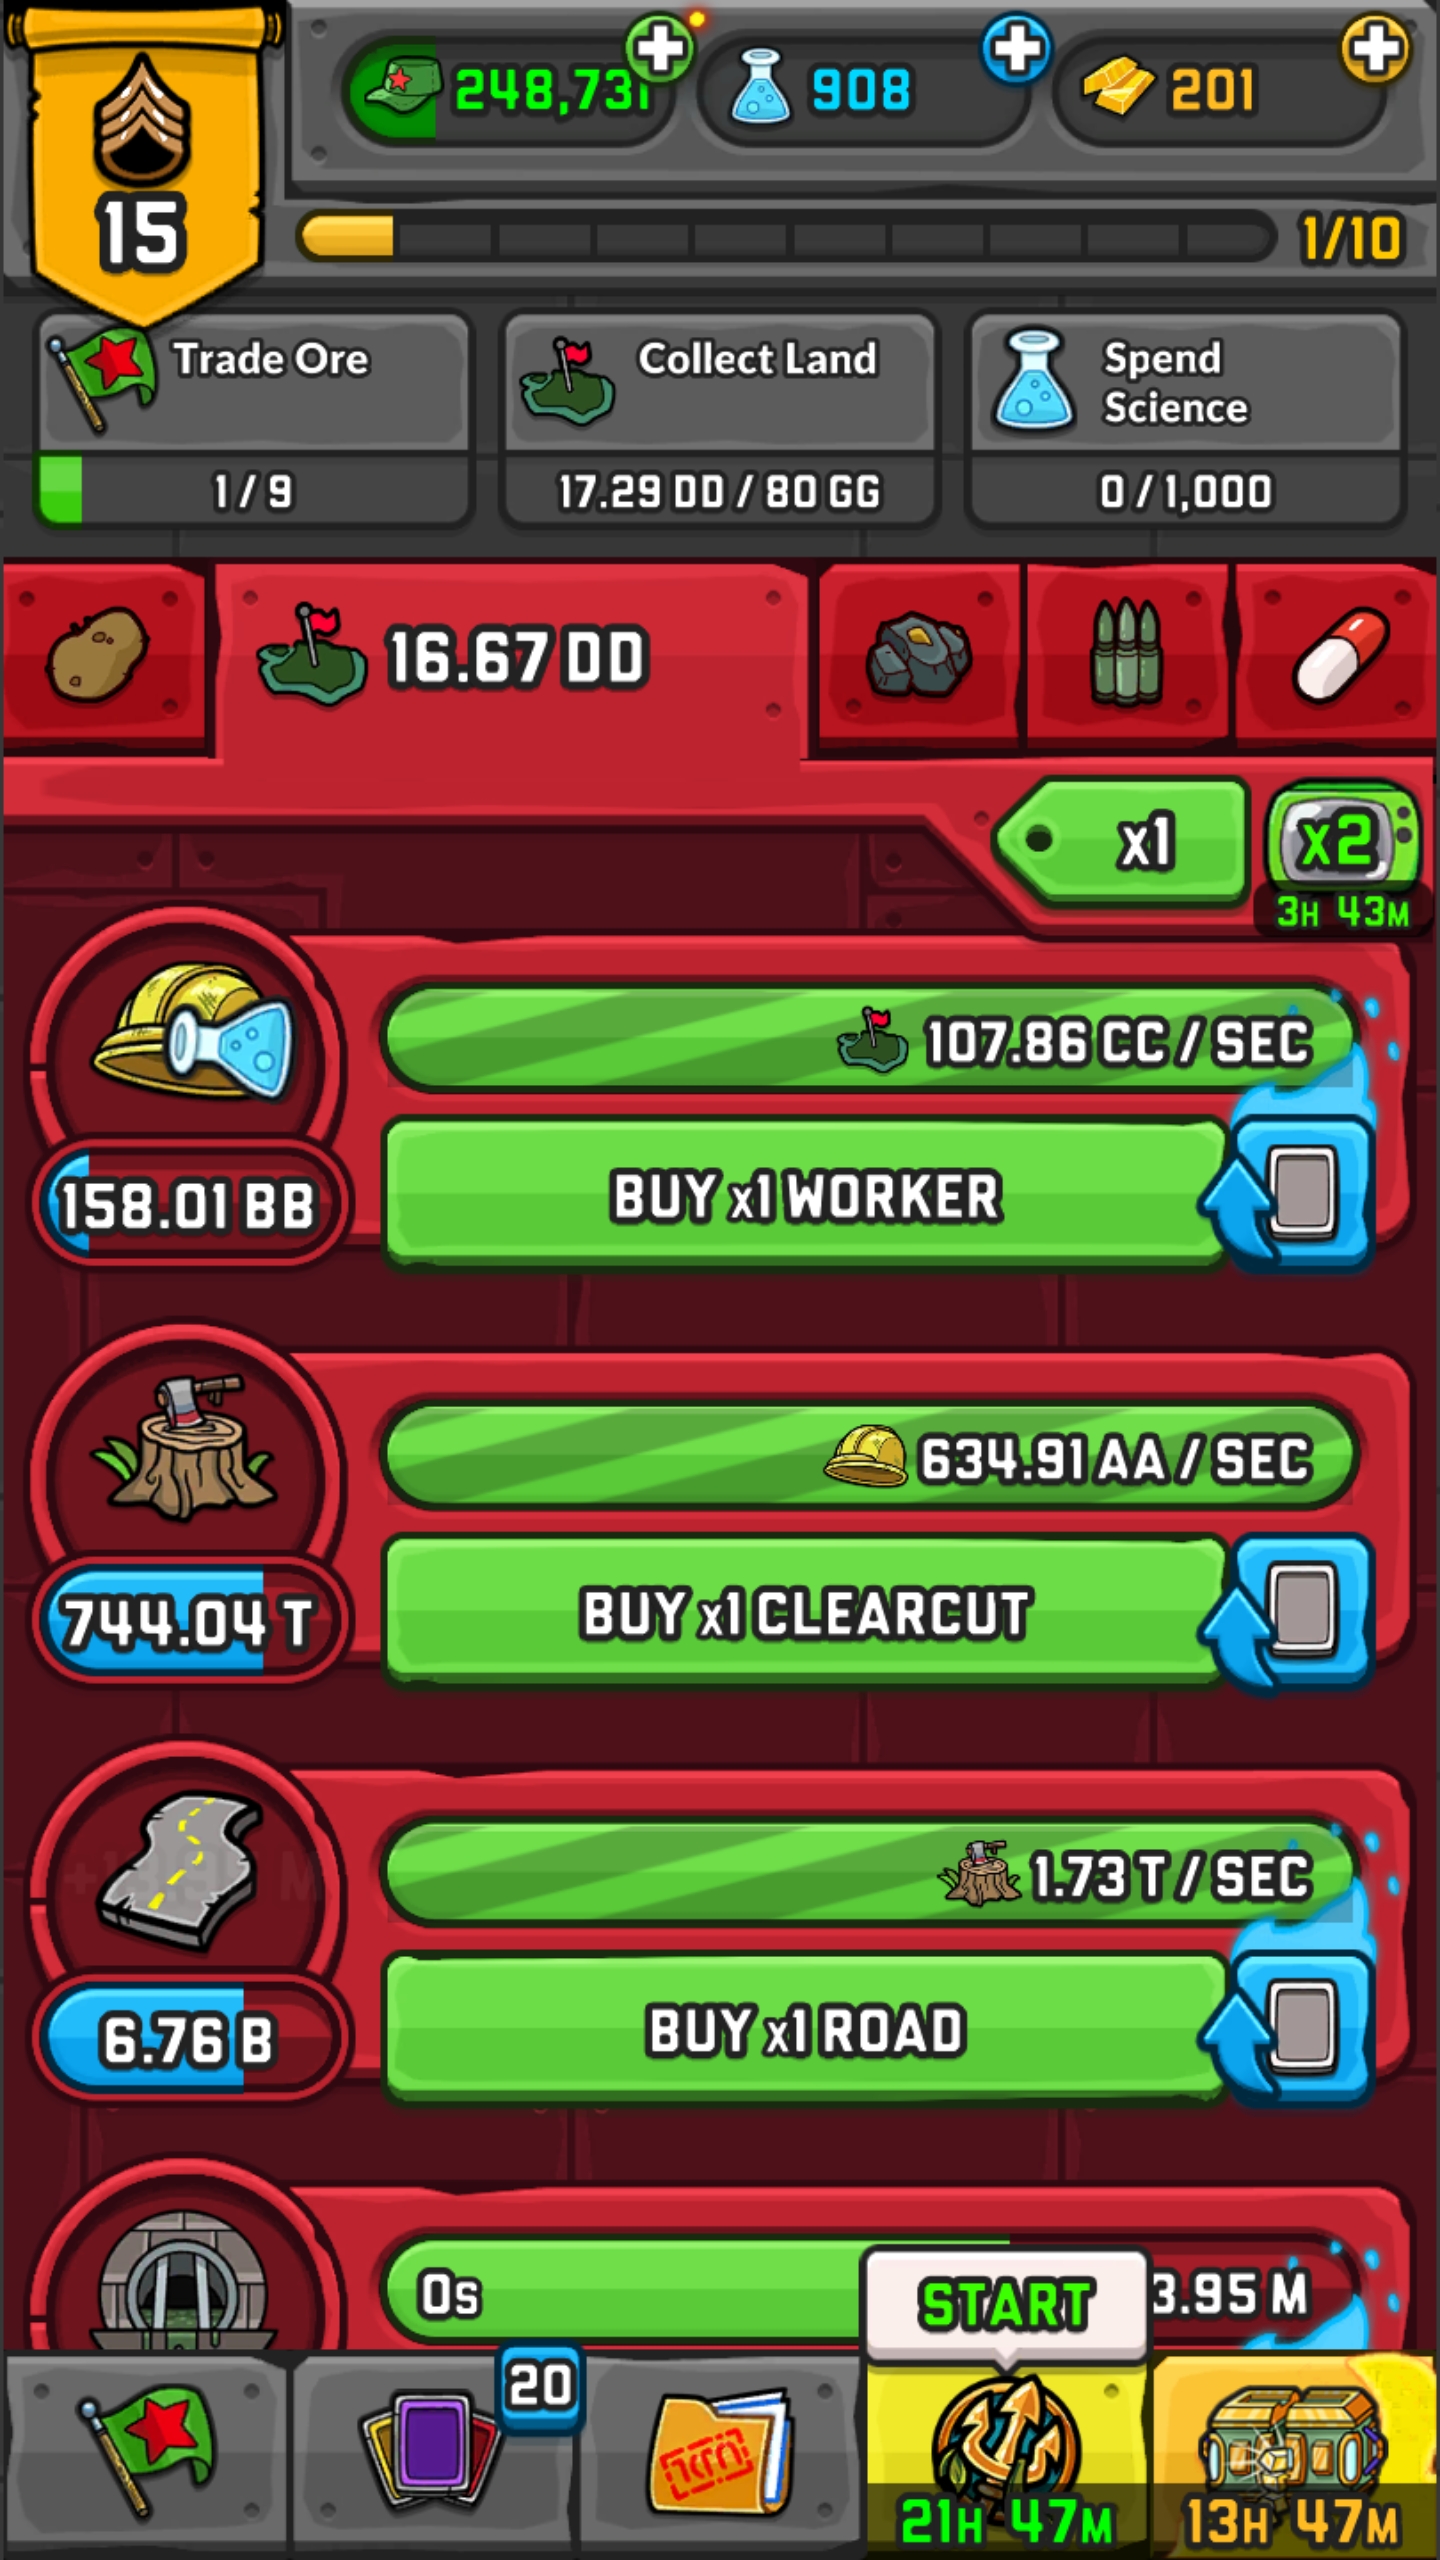 248,731
908
201
15
1/10
Trade Ore
1 / 9
Collect Land
17.29 DD / 80 GG
Spend
Science
0 / 1,000
16.67 DD
x1
x2
3H 43M
107.86 CC / SEC
158.01 BB
BUY x1 WORKER
634.91 AA / SEC
744.04 T
BUY x1 CLEARCUT
1.73 T / SEC
6.76 B
BUY x1 ROAD
0s
3.95 M
START
20
21H 47M
13H 47M